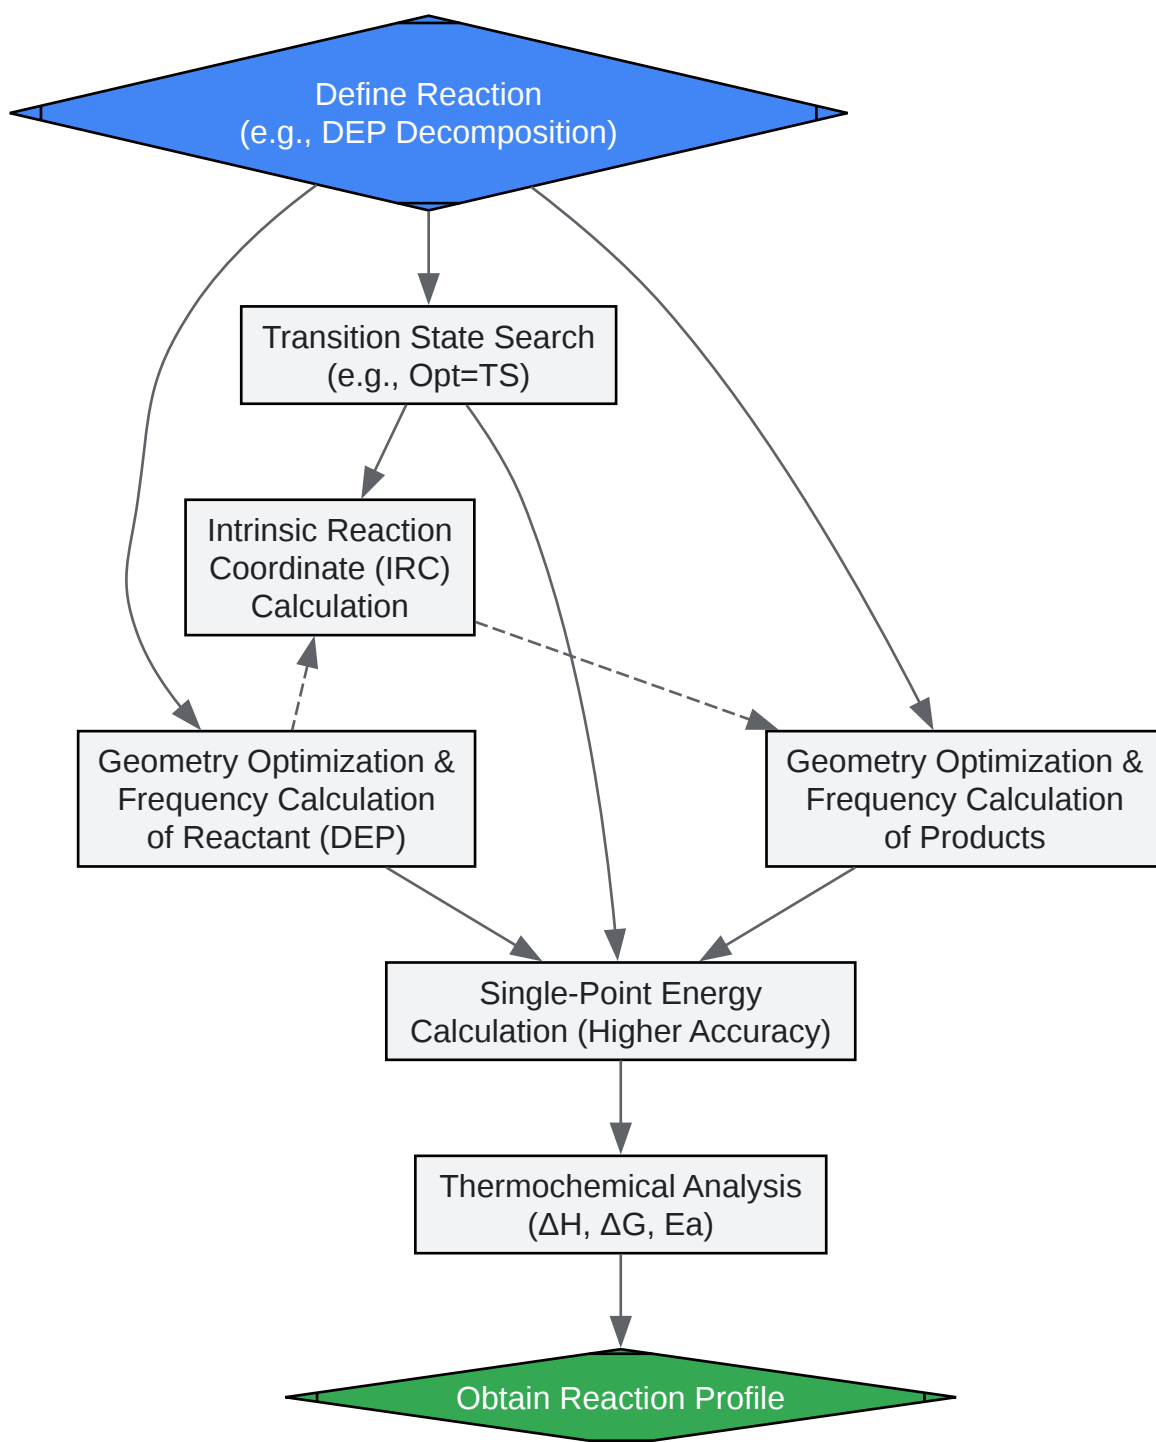 Define Reaction
(e.g., DEP Decomposition)
Transition State Search
(e.g., Opt=TS)
Intrinsic Reaction
Coordinate (IRC)
Calculation
Geometry Optimization &
Frequency Calculation
of Reactant (DEP)
Geometry Optimization &
Frequency Calculation
of Products
Single-Point Energy
Calculation (Higher Accuracy)
Thermochemical Analysis
(ΔH, ΔG, Ea)
Obtain Reaction Profile